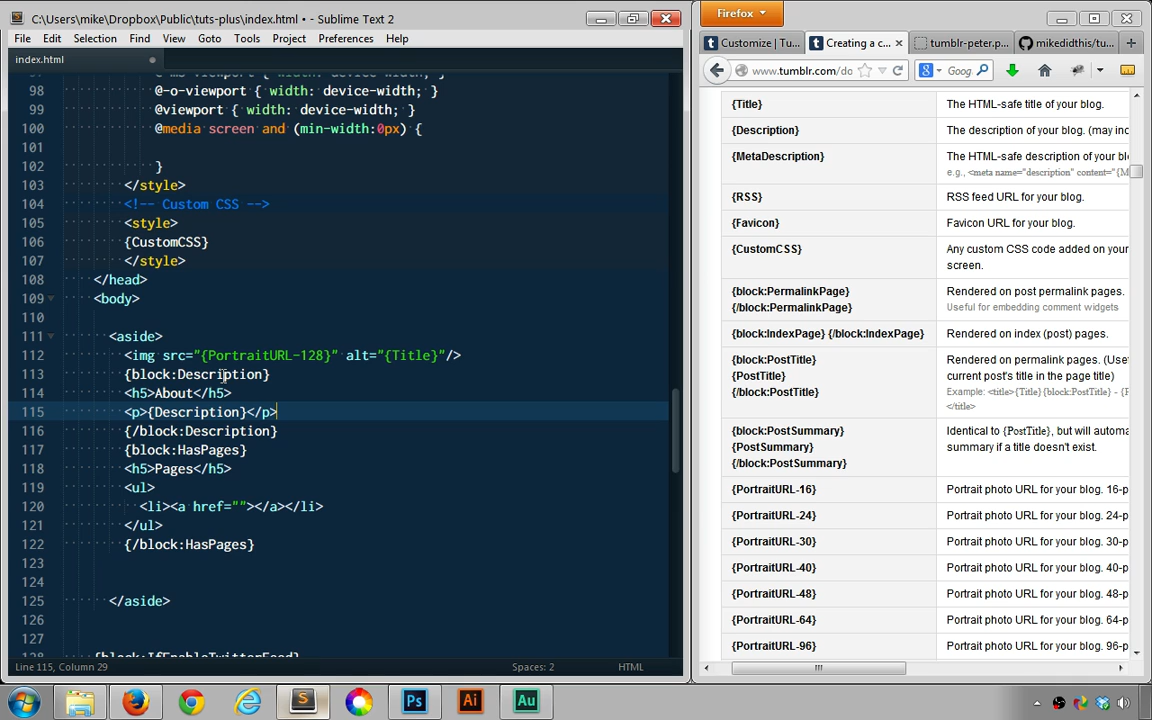 C:\Users\mike\Dropbox\Public\tuts-plus\index.html • - Sublime Text 2
File Edit Selection Find View Goto Tools Project Preferences Help
index.html
98 @-o-viewport { width: device-width; }
99 @viewport { width: device-width; }
100 @media screen and (min-width:0px) {
101
102 }
103 </style>
104 <!-- Custom CSS -->
105 <style>
106 {CustomCSS}
107 </style>
108 </head>
109 <body>
110
111 <aside>
112 <img src="{PortraitURL-128}" alt="{Title}"/>
113 {block:Description}
114 <h5>About</h5>
115 <p>{Description}</p>
116 {/block:Description}
117 {block:HasPages}
118 <h5>Pages</h5>
119 <ul>
120 <li><a href=""></a></li>
121 </ul>
122 {/block:HasPages}
123
124
125 </aside>
126
127
128 {block:IfEnableTwitterFeed}
Line 115, Column 29 Spaces: 2 HTML
Firefox
Customize | Tu... Creating a c... tumblr-peter.p... mikedidthis/tu...
www.tumblr.com/do Goog
{Title} The HTML-safe title of your blog.
{Description} The description of your blog. (may inc
{MetaDescription} The HTML-safe description of your bl
e.g., <meta name="description" content="{M
{RSS} RSS feed URL for your blog.
{Favicon} Favicon URL for your blog.
{CustomCSS} Any custom CSS code added on your
screen.
{block:PermalinkPage} Rendered on post permalink pages.
{/block:PermalinkPage} Useful for embedding comment widgets
{block:IndexPage} {/block:IndexPage} Rendered on index (post) pages.
{block:PostTitle} Rendered on permalink pages. (Use
{PostTitle} current post's title in the page title)
{/block:PostTitle} Example: <title>{Title}{block:PostTitle} - {P
</title>
{block:PostSummary} Identical to {PostTitle}, but will automa
{PostSummary} summary if a title doesn't exist.
{/block:PostSummary}
{PortraitURL-16} Portrait photo URL for your blog. 16-p
{PortraitURL-24} Portrait photo URL for your blog. 24-p
{PortraitURL-30} Portrait photo URL for your blog. 30-p
{PortraitURL-40} Portrait photo URL for your blog. 40-p
{PortraitURL-48} Portrait photo URL for your blog. 48-p
{PortraitURL-64} Portrait photo URL for your blog. 64-p
{PortraitURL-96} Portrait photo URL for your blog. 96-p
Ps Ai Au